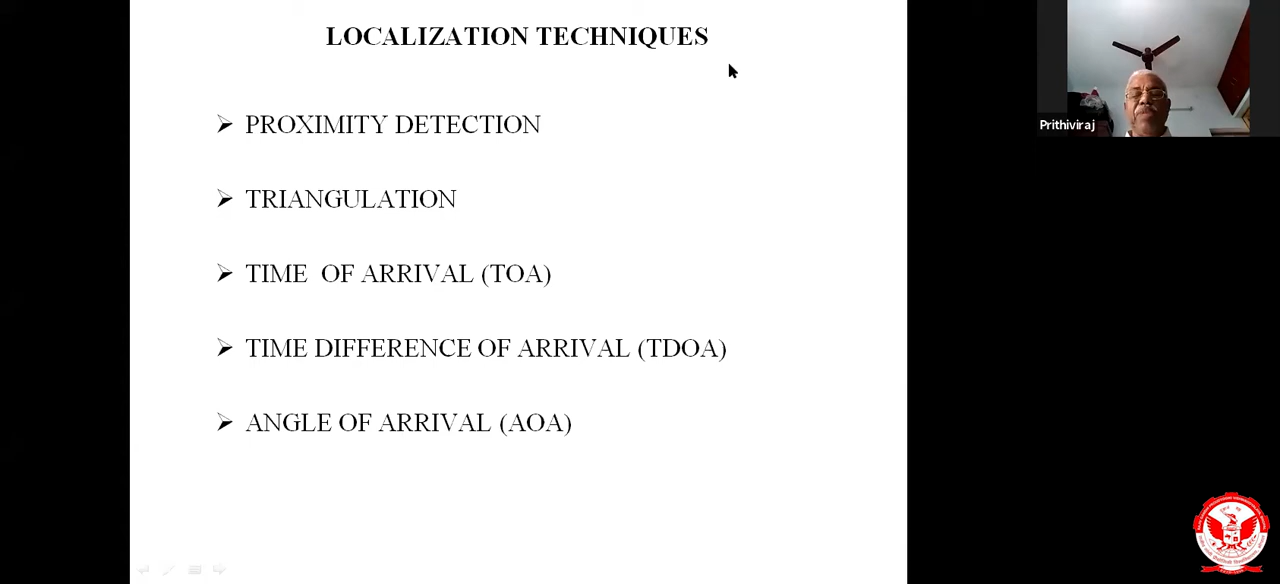 LOCALIZATION TECHNIQUES
PROXIMITY DETECTION
TRIANGULATION
TIME OF ARRIVAL (TOA)
TIME DIFFERENCE OF ARRIVAL (TDOA)
ANGLE OF ARRIVAL (AOA)
Prithiviraj